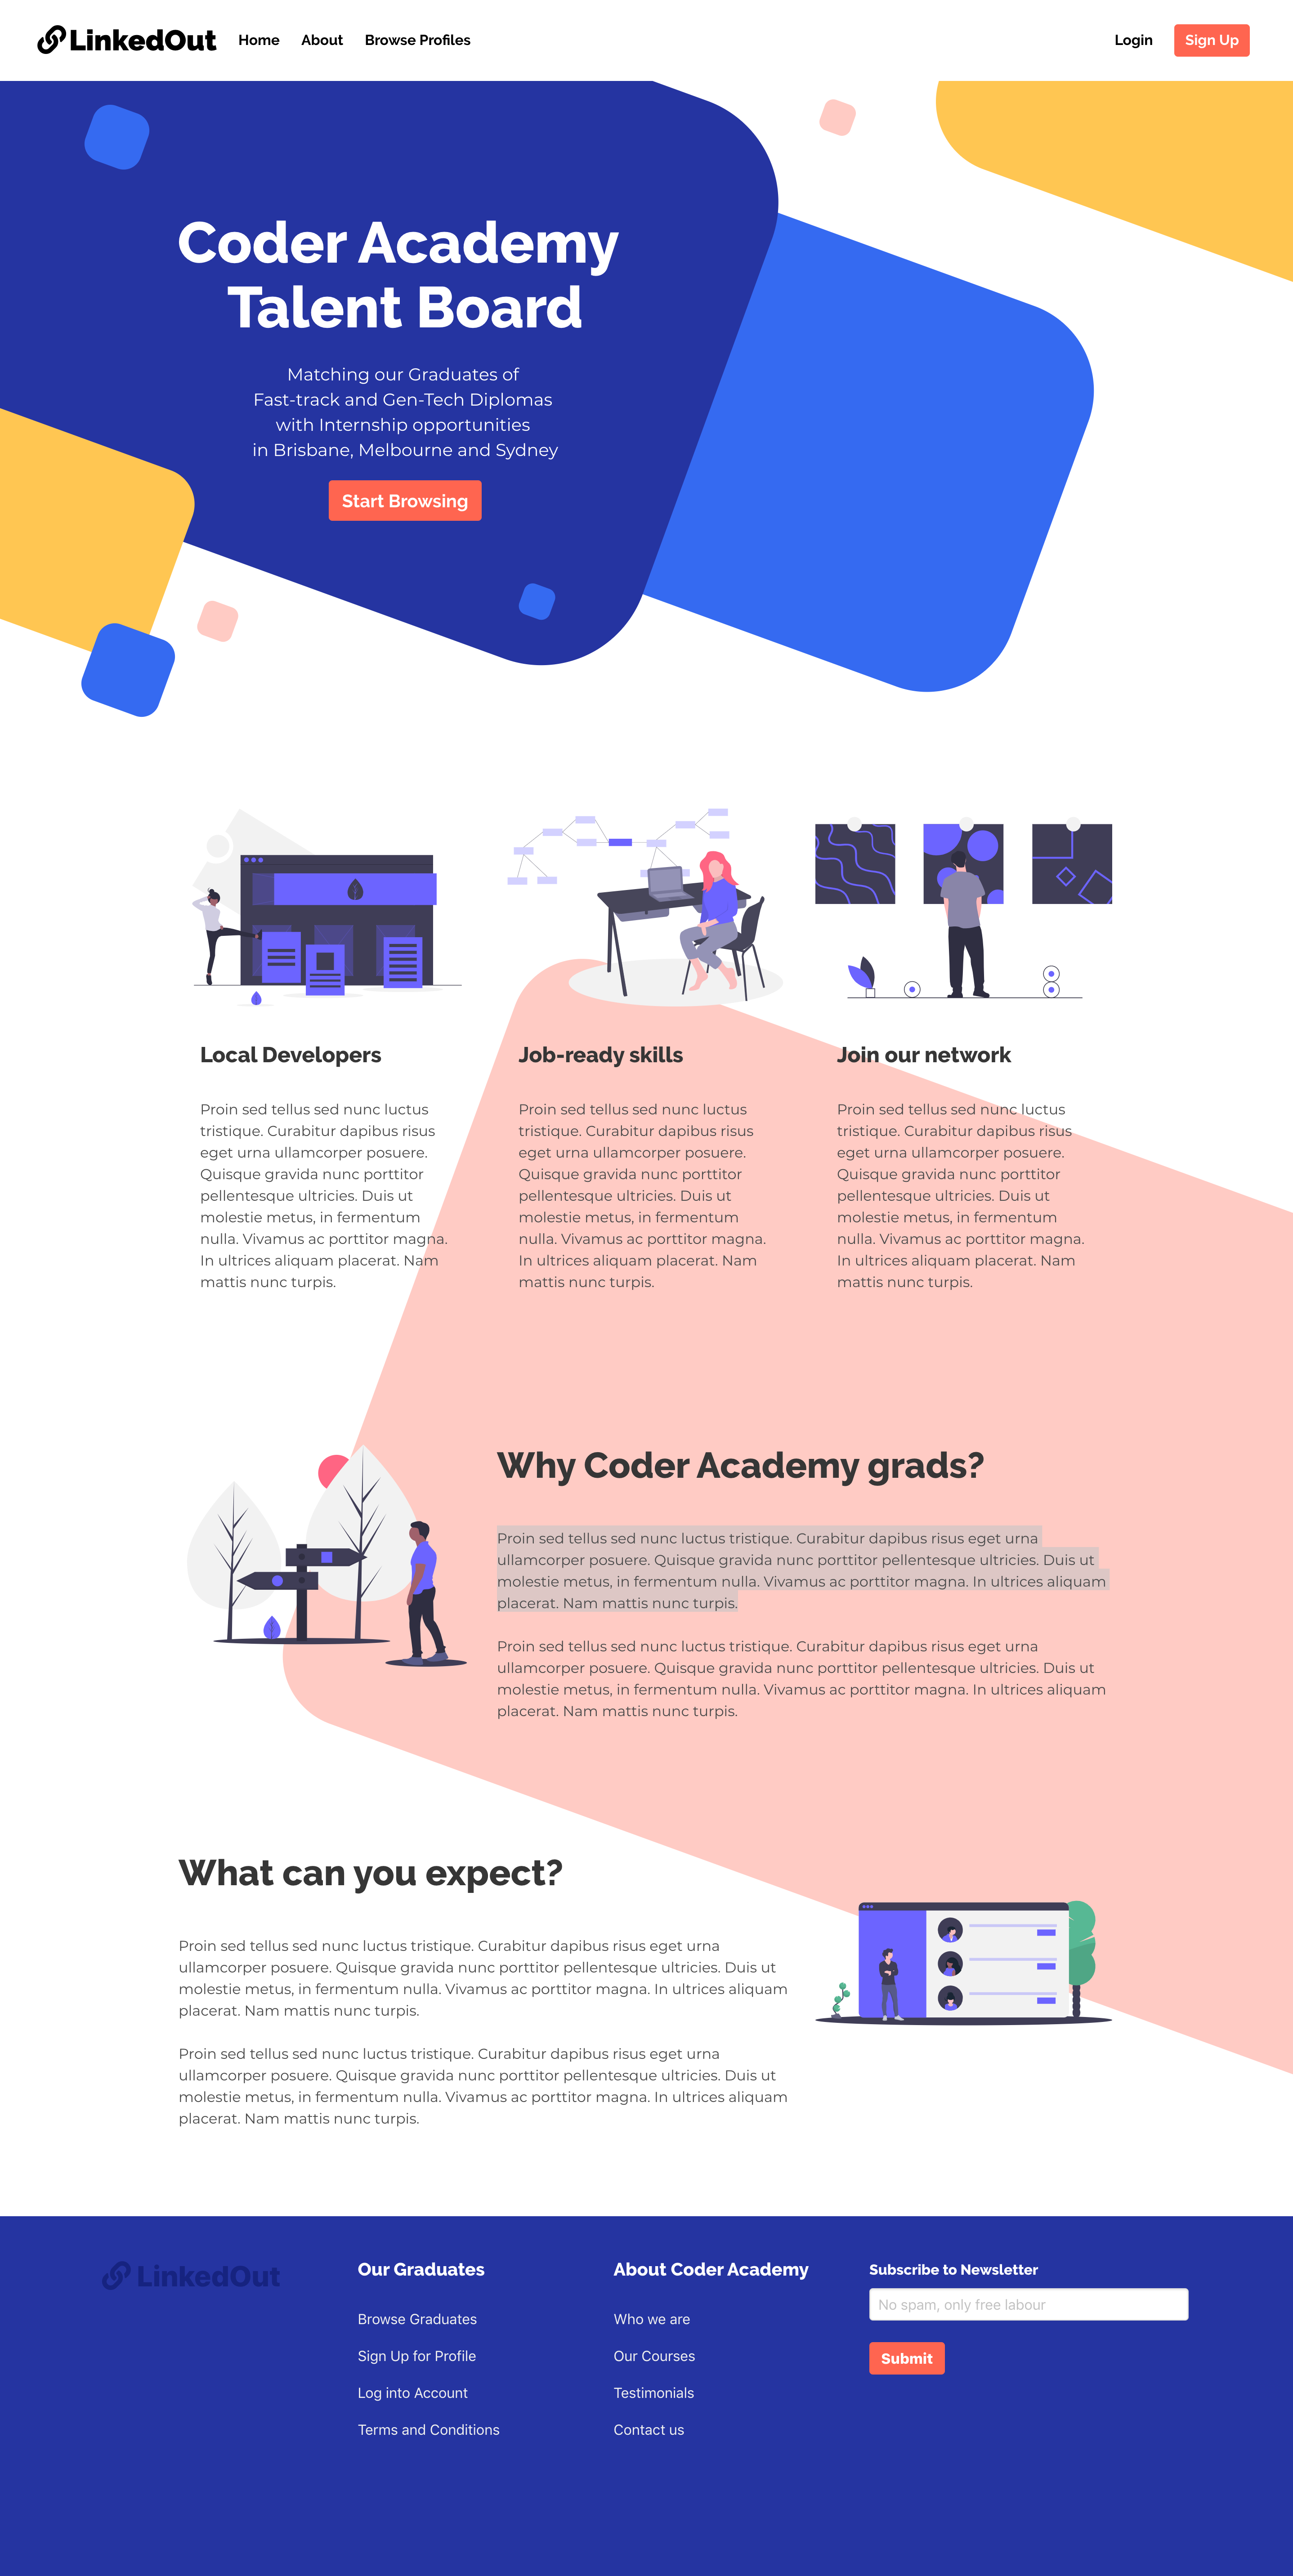 LinkedOut Home About Browse Profiles Login Sign Up
Coder Academy
Talent Board
Matching our Graduates of
Fast-track and Gen-Tech Diplomas
with Internship opportunities
in Brisbane, Melbourne and Sydney
Start Browsing
Local Developers
Proin sed tellus sed nunc luctus
tristique. Curabitur dapibus risus
eget urna ullamcorper posuere.
Quisque gravida nunc porttitor
pellentesque ultricies. Duis ut
molestie metus, in fermentum
nulla. Vivamus ac porttitor magna.
In ultrices aliquam placerat. Nam
mattis nunc turpis.
Job-ready skills
Proin sed tellus sed nunc luctus
tristique. Curabitur dapibus risus
eget urna ullamcorper posuere.
Quisque gravida nunc porttitor
pellentesque ultricies. Duis ut
molestie metus, in fermentum
nulla. Vivamus ac porttitor magna.
In ultrices aliquam placerat. Nam
mattis nunc turpis.
Join our network
Proin sed tellus sed nunc luctus
tristique. Curabitur dapibus risus
eget urna ullamcorper posuere.
Quisque gravida nunc porttitor
pellentesque ultricies. Duis ut
molestie metus, in fermentum
nulla. Vivamus ac porttitor magna.
In ultrices aliquam placerat. Nam
mattis nunc turpis.
Why Coder Academy grads?
Proin sed tellus sed nunc luctus tristique. Curabitur dapibus risus eget urna
ullamcorper posuere. Quisque gravida nunc porttitor pellentesque ultricies. Duis ut
molestie metus, in fermentum nulla. Vivamus ac porttitor magna. In ultrices aliquam
placerat. Nam mattis nunc turpis.
Proin sed tellus sed nunc luctus tristique. Curabitur dapibus risus eget urna
ullamcorper posuere. Quisque gravida nunc porttitor pellentesque ultricies. Duis ut
molestie metus, in fermentum nulla. Vivamus ac porttitor magna. In ultrices aliquam
placerat. Nam mattis nunc turpis.
What can you expect?
Proin sed tellus sed nunc luctus tristique. Curabitur dapibus risus eget urna
ullamcorper posuere. Quisque gravida nunc porttitor pellentesque ultricies. Duis ut
molestie metus, in fermentum nulla. Vivamus ac porttitor magna. In ultrices aliquam
placerat. Nam mattis nunc turpis.
Proin sed tellus sed nunc luctus tristique. Curabitur dapibus risus eget urna
ullamcorper posuere. Quisque gravida nunc porttitor pellentesque ultricies. Duis ut
molestie metus, in fermentum nulla. Vivamus ac porttitor magna. In ultrices aliquam
placerat. Nam mattis nunc turpis.
LinkedOut
Our Graduates
Browse Graduates
Sign Up for Profile
Log into Account
Terms and Conditions
About Coder Academy
Who we are
Our Courses
Testimonials
Contact us
Subscribe to Newsletter
No spam, only free labour
Submit